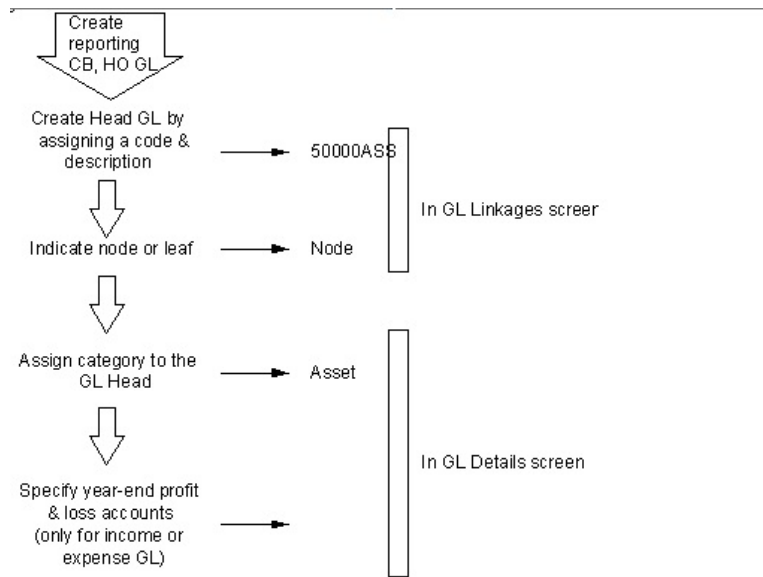 Create
reporting
CB, HO GL
Create Head GL by
assigning a code &
description
50000ASS
In GL Linkages screer
Indicate node or leaf
Node
Assign category to the
GL Head
Asset
In GL Details screen
Specify year-end profit
& loss accounts
(only for income or
expense GL)